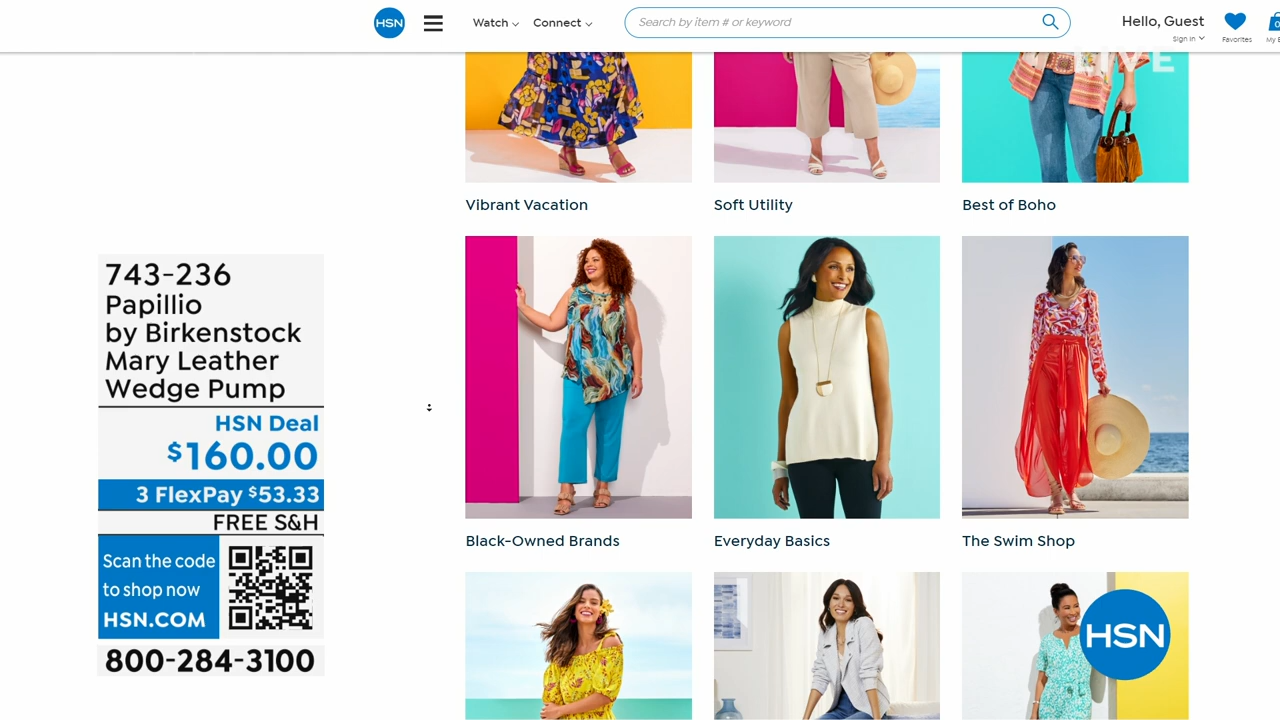 HSN
Watch
Connect
Search by item # or keyword
Hello, Guest
Sign In
Favorites
0
LIVE
Vibrant Vacation
Soft Utility
Best of Boho
743-236
Papillio
by Birkenstock
Mary Leather
Wedge Pump
HSN Deal
$160.00
3 FlexPay $53.33
FREE S&H
Scan the code
to shop now
HSN.COM
800-284-3100
Black-Owned Brands
Everyday Basics
The Swim Shop
HSN